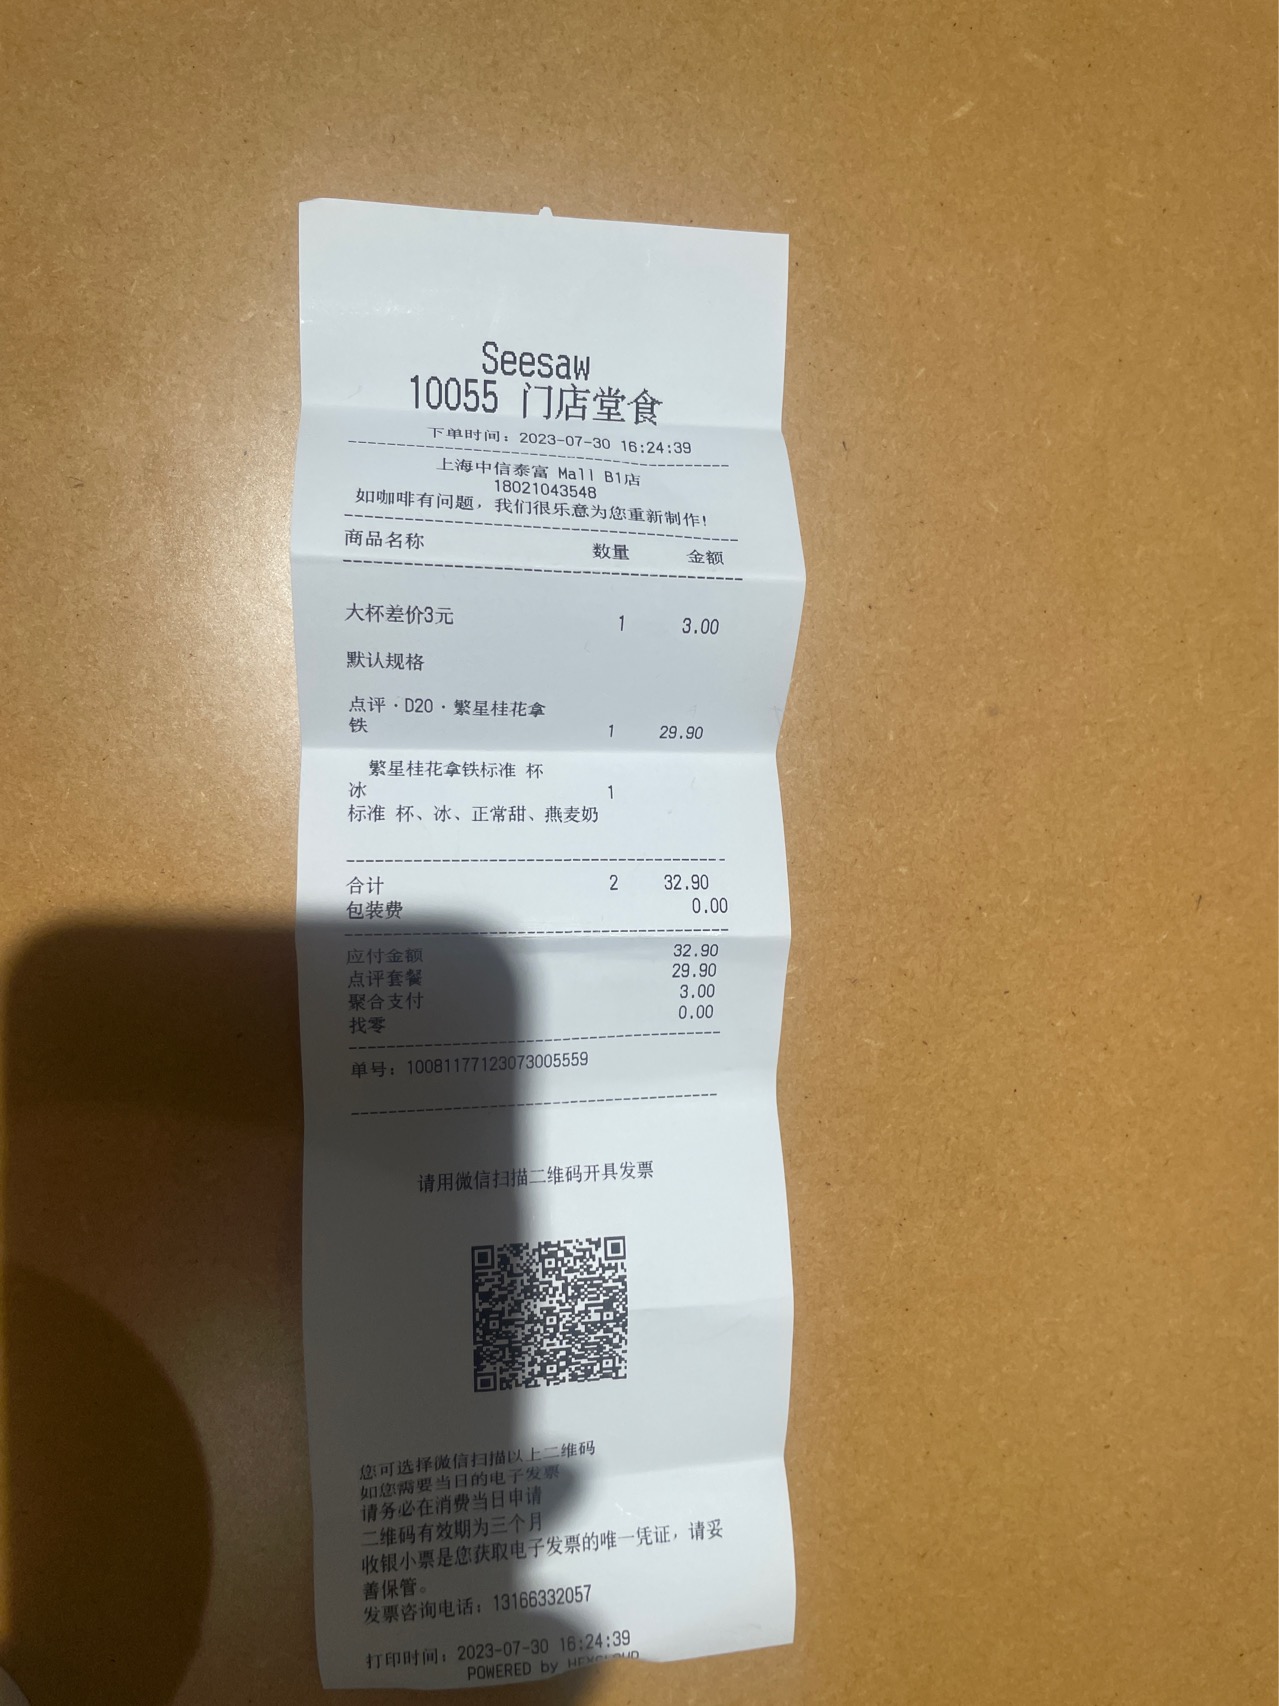 Seesaw
10055 门店堂食
下单时间：2023-07-30 16:24:39
上海中信泰富 Mall B1店
18021043548
如咖啡有问题，我们很乐意为您重新制作!
商品名称 数量 金额
大杯差价3元 1 3.00
默认规格
点评·D20·繁星桂花拿
铁 1 29.90
繁星桂花拿铁标准 杯
冰 1
标准 杯、冰、正常甜、燕麦奶
合计 2 32.90
包装费 0.00
应付金额 32.90
点评套餐 29.90
聚合支付 3.00
找零 0.00
单号：10081177123073005559
请用微信扫描二维码开具发票
您可选择微信扫描以上二维码
如您需要当日的电子发票
请务必在消费当日申请
二维码有效期为三个月
收银小票是您获取电子发票的唯一凭证，请妥
善保管。
发票咨询电话：13166332057
打印时间：2023-07-30 16:24:39
POWERED by HEXCLOUD